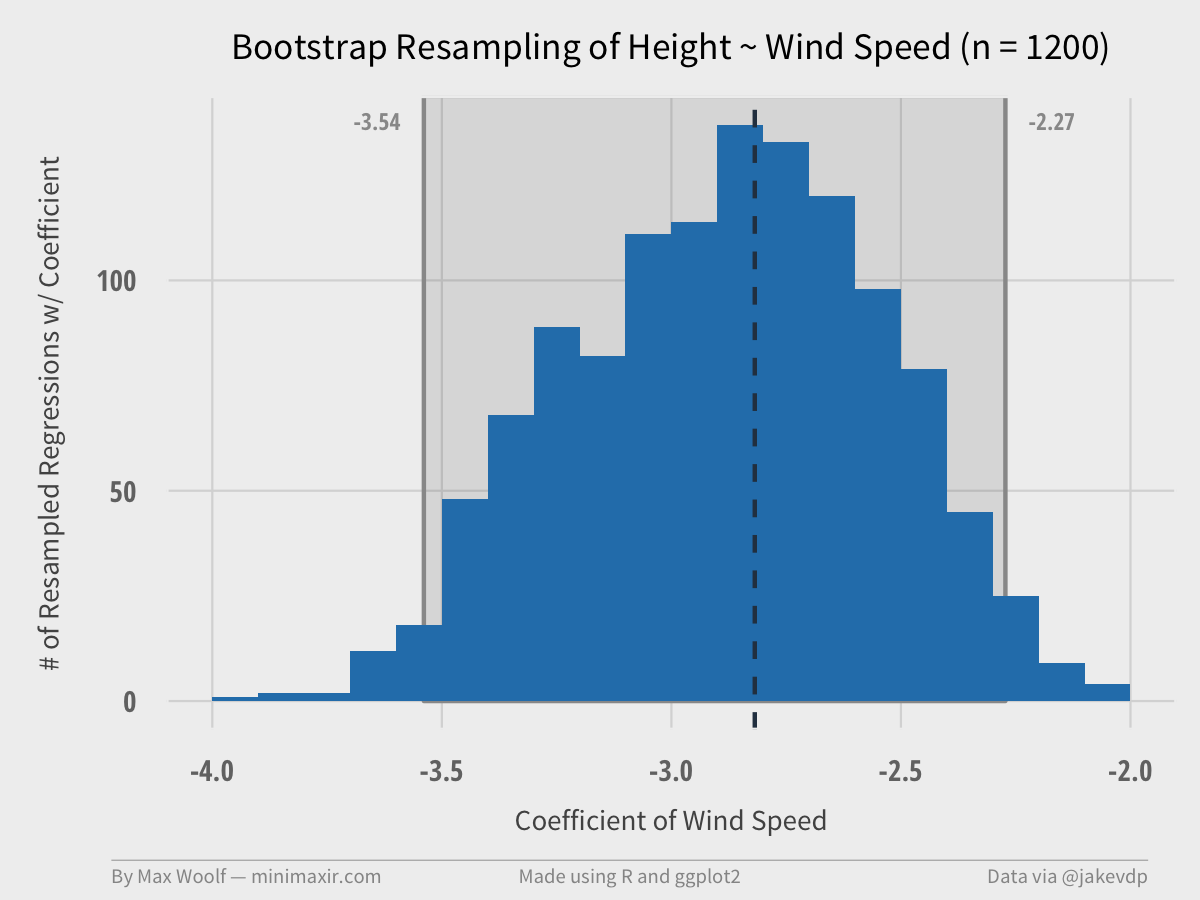 Bootstrap Resampling of Height ~ Wind Speed (n = 1200)
-3.54
-2.27
# of Resampled Regressions w/ Coefficient
100
50
0
-4.0
-3.5
-3.0
-2.5
-2.0
Coefficient of Wind Speed
By Max Woolf — minimaxir.com
Made using R and ggplot2
Data via @jakevdp